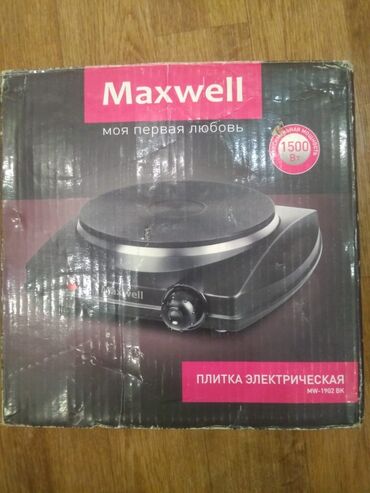 Maxwell
моя первая любовь
1500
Вт
Maxwell
ПЛИТКА ЭЛЕКТРИЧЕСКАЯ
MW-1902 BK